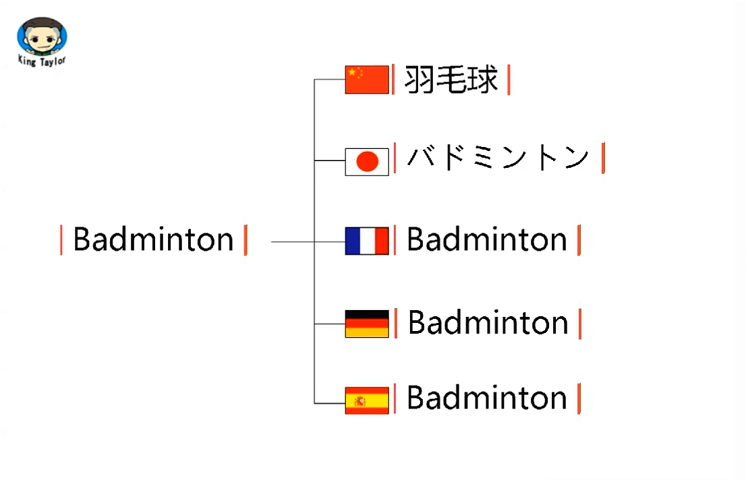 King Taylor
羽毛球
バドミントン
Badminton
Badminton
Badminton
Badminton